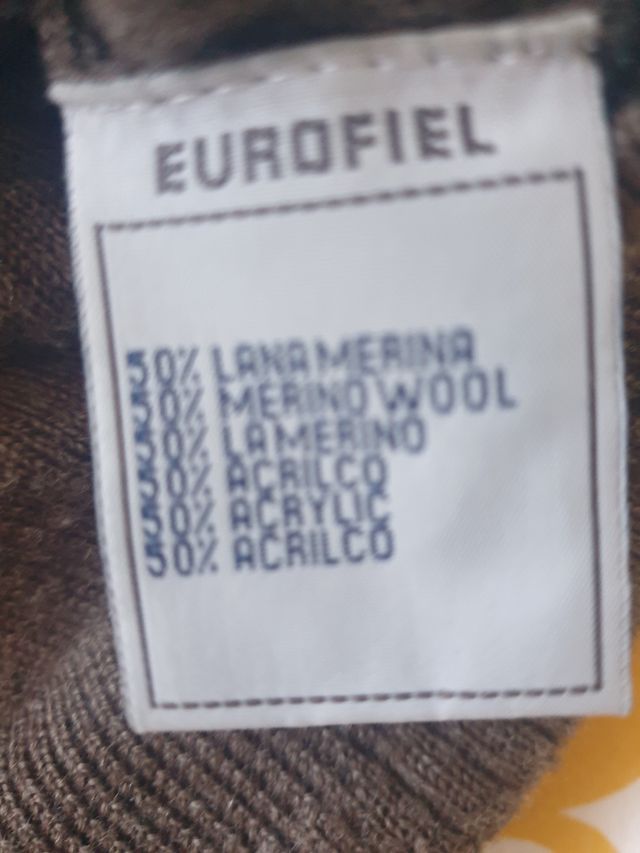 EUROFIEL
50% LANA MERINA
50% MERINO WOOL
50% LA MERINO
50% ACRILCO
50% ACRYLIC
50% ACRILCO